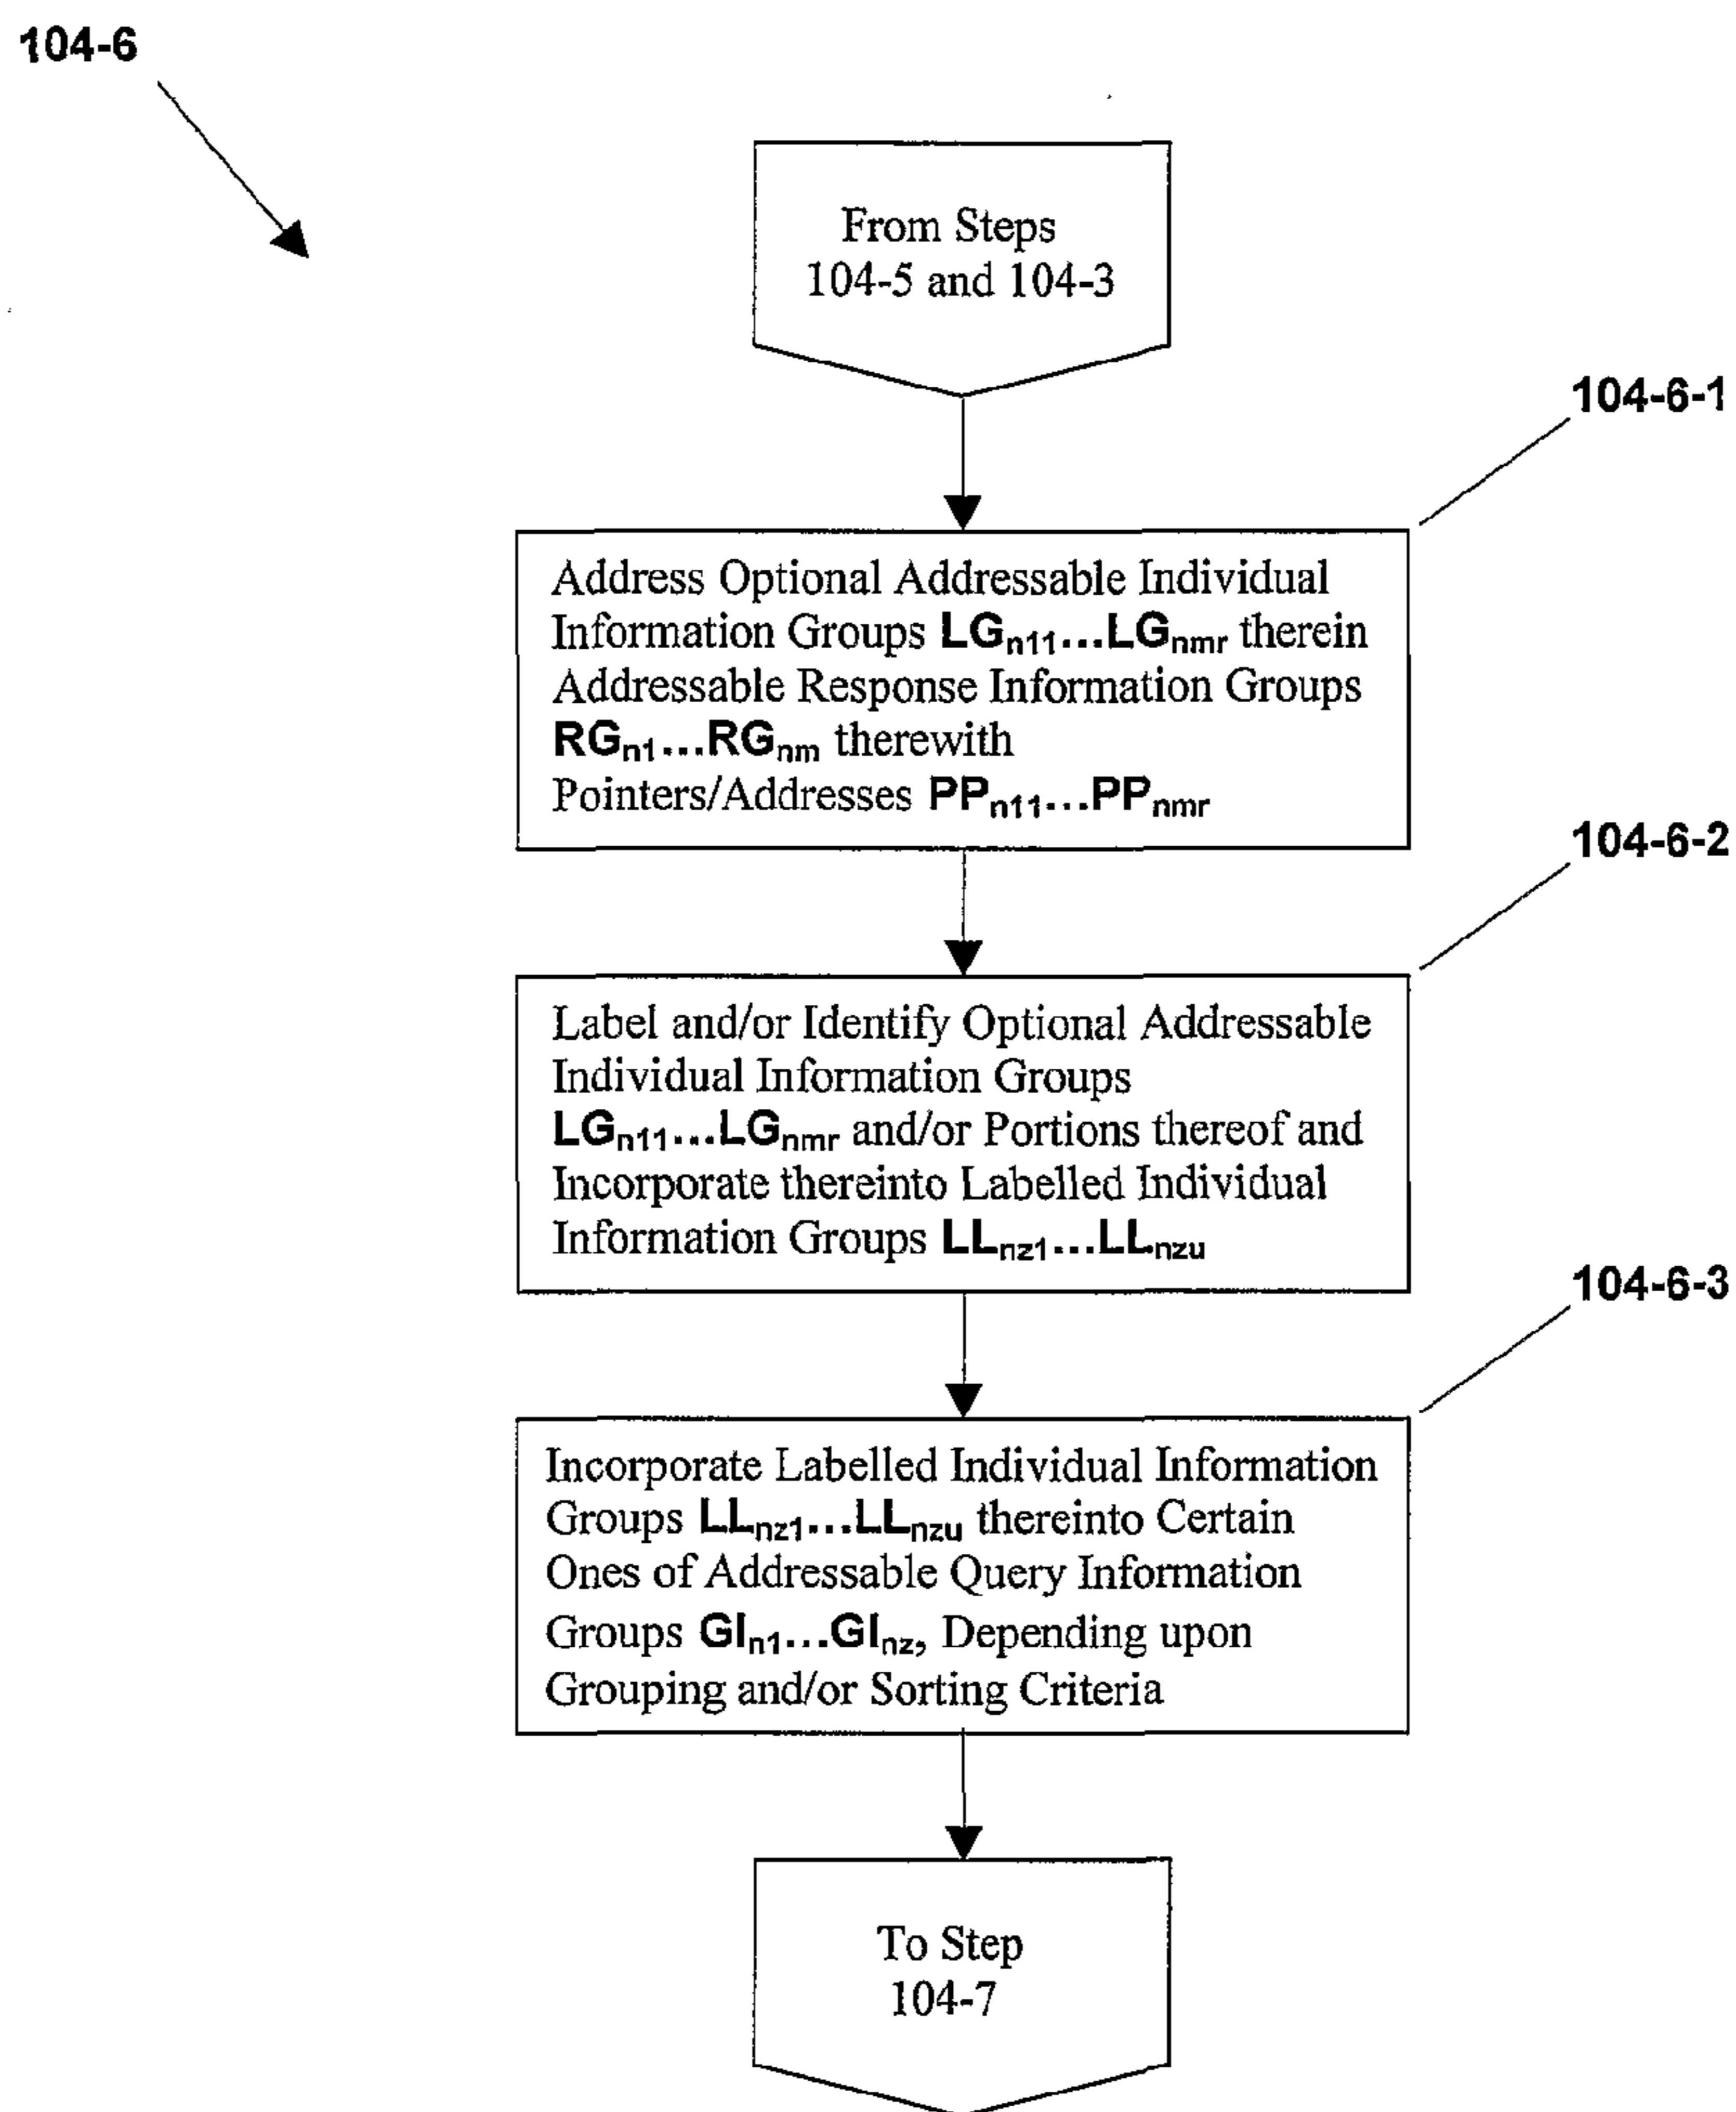 104-6
From Steps
104-5 and 104-3
104-6-1
Address Optional Addressable Individual
Information Groups LGn11...LGnmr therein
Addressable Response Information Groups
RGn1...RGnm therewith
Pointers/Addresses PPn11...PPnmr
104-6-2
Label and/or Identify Optional Addressable
Individual Information Groups
LGn11...LGnmr and/or Portions thereof and
Incorporate thereinto Labelled Individual
Information Groups LLnz1...LLnzu
104-6-3
Incorporate Labelled Individual Information
Groups LLnz1...LLnzu thereinto Certain
Ones of Addressable Query Information
Groups GIn1...GInz, Depending upon
Grouping and/or Sorting Criteria
To Step
104-7